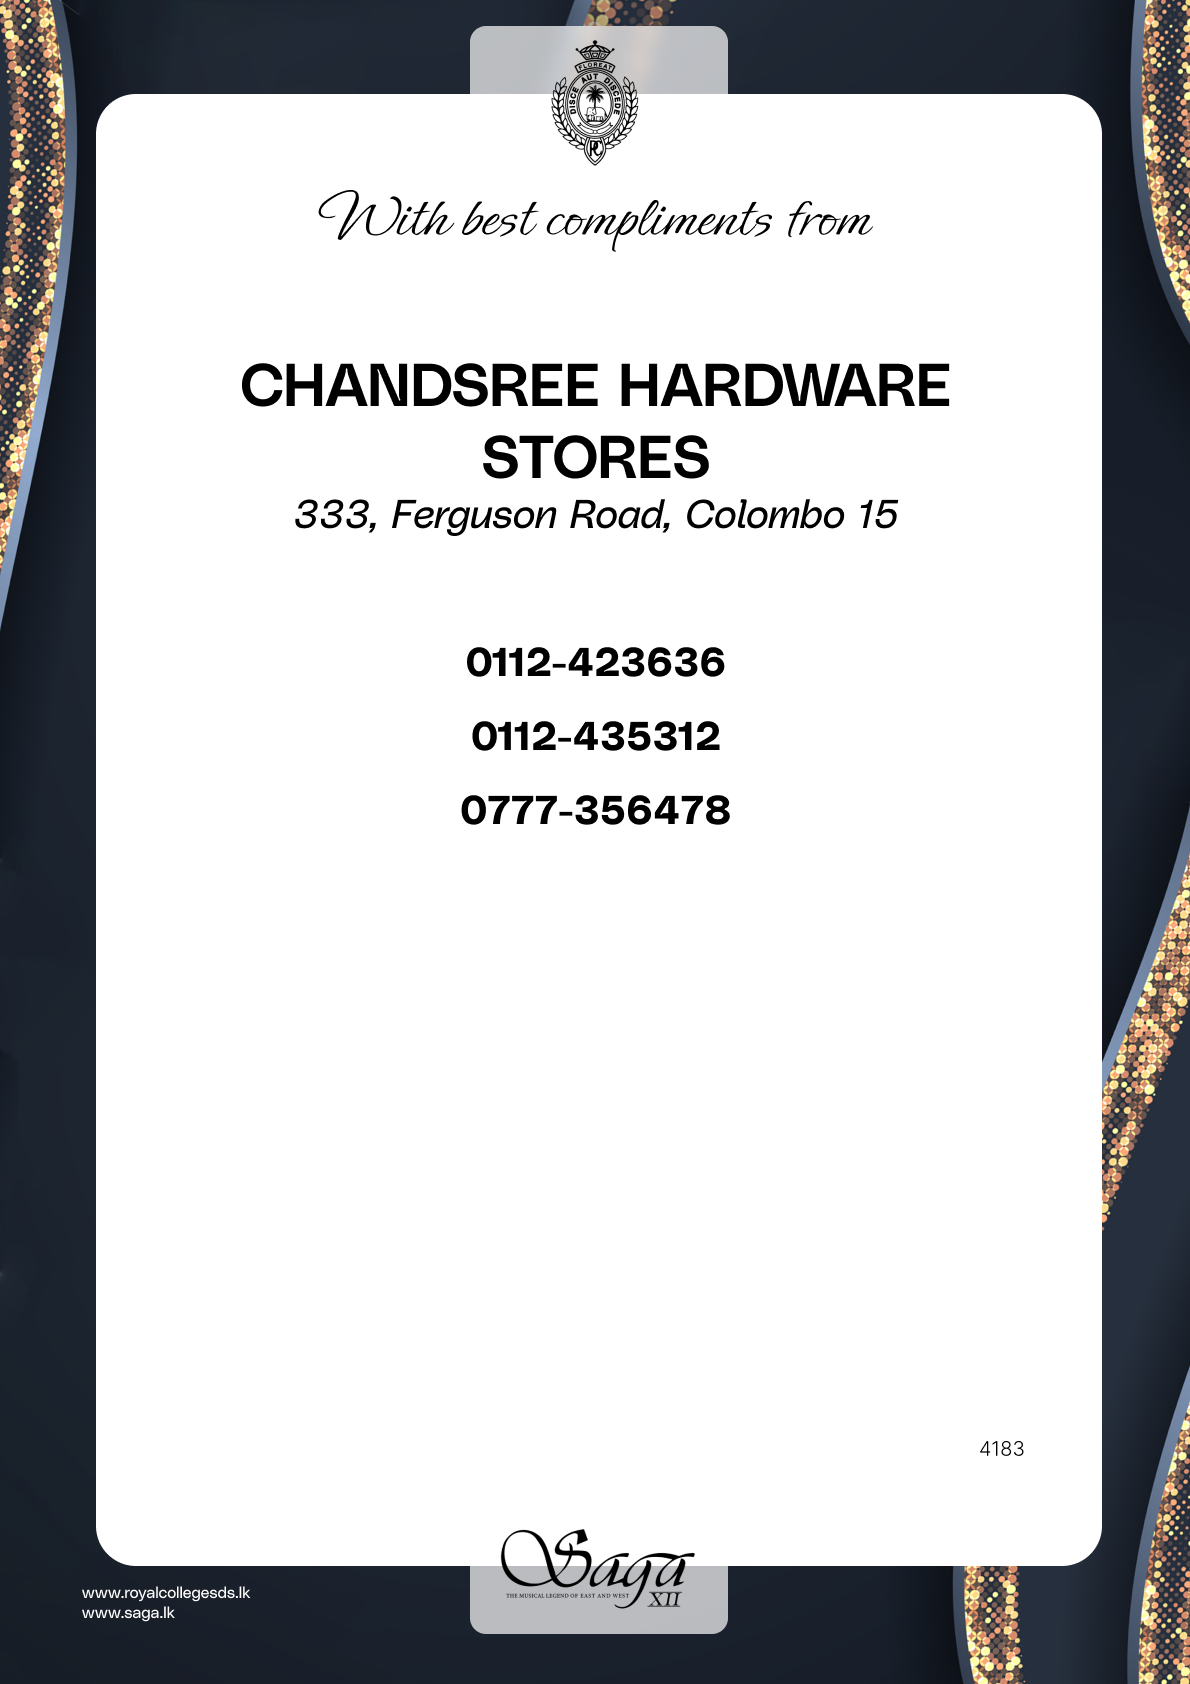 FLOREAT
DISCE AUT DISCEDE
RC
With best compliments from
CHANDSREE HARDWARE
STORES
333, Ferguson Road, Colombo 15
0112-423636
0112-435312
0777-356478
4183
Saga
THE MUSICAL LEGEND OF EAST AND WEST
XII
www.royalcollegesds.lk
www.saga.lk